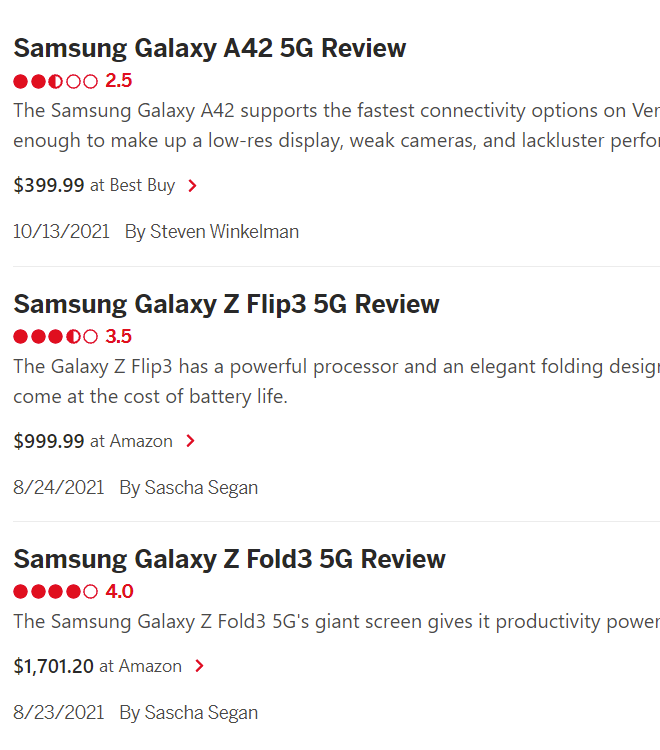 Samsung Galaxy A42 5G Review
2.5
The Samsung Galaxy A42 supports the fastest connectivity options on
enough to make up a low-res display, weak cameras, and lackluster
$399.99 at Best Buy
10/13/2021 By Steven Winkelman
Samsung Galaxy Z Flip3 5G Review
3.5
The Galaxy Z Flip3 has a powerful processor and an elegant folding
come at the cost of battery life.
$999.99 at Amazon
8/24/2021 By Sascha Segan
Samsung Galaxy Z Fold3 5G Review
4.0
The Samsung Galaxy Z Fold3 5G's giant screen gives it productivity
$1,701.20 at Amazon
8/23/2021 By Sascha Segan